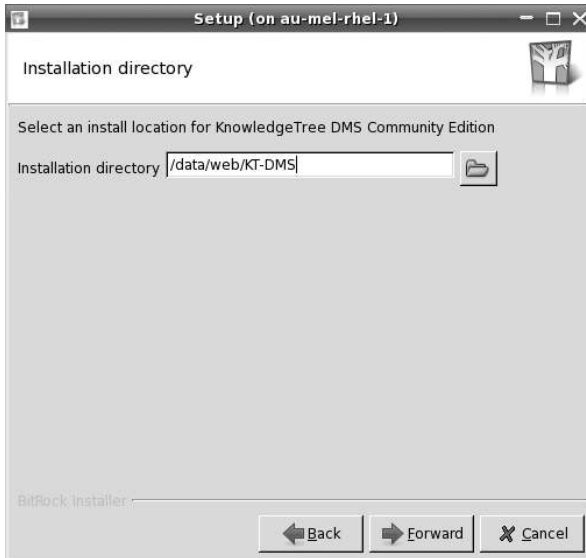 Setup (on au-mel-rhel-1)
Installation directory
Select an install location for KnowledgeTree DMS Community Edition
Installation directory /data/web/KT-DMS
BitRock Installer
Back Forward Cancel